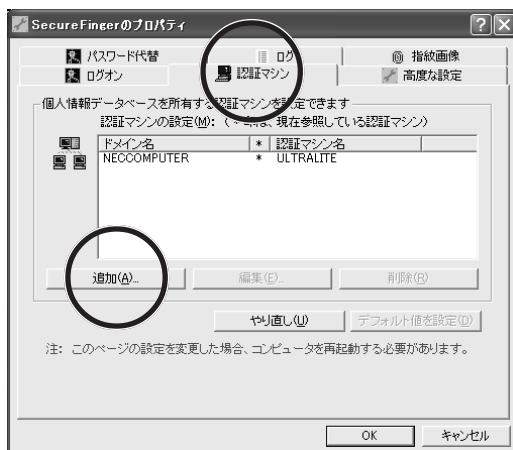 SecureFingerのプロパティ
パスワード代替
ログ
指紋画像
ログオン
認証マシン
高度な設定
個人情報データベースを所有する認証マシンを設定できます
認証マシンの設定(M): (*印は、現在参照している認証マシン)
ドメイン名 * 認証マシン名
NECCOMPUTER * ULTRALITE
追加(A)...
編集(E)...
削除(R)
やり直し(U)
デフォルト値を設定(D)
注: このページの設定を変更した場合、コンピュータを再起動する必要があります。
OK
キャンセル